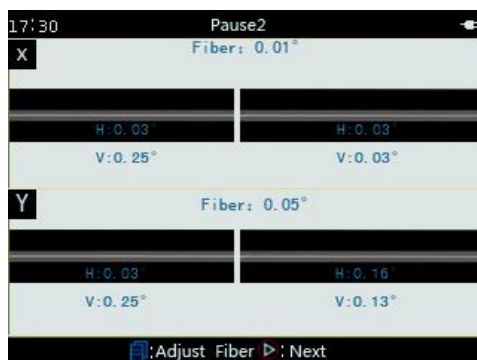 17:30 Pause2
X Fiber: 0.01°
H:0.03° H:0.03°
V:0.25° V:0.03°
Y Fiber: 0.05°
H:0.03° H:0.16°
V:0.25° V:0.13°
:Adjust Fiber : Next